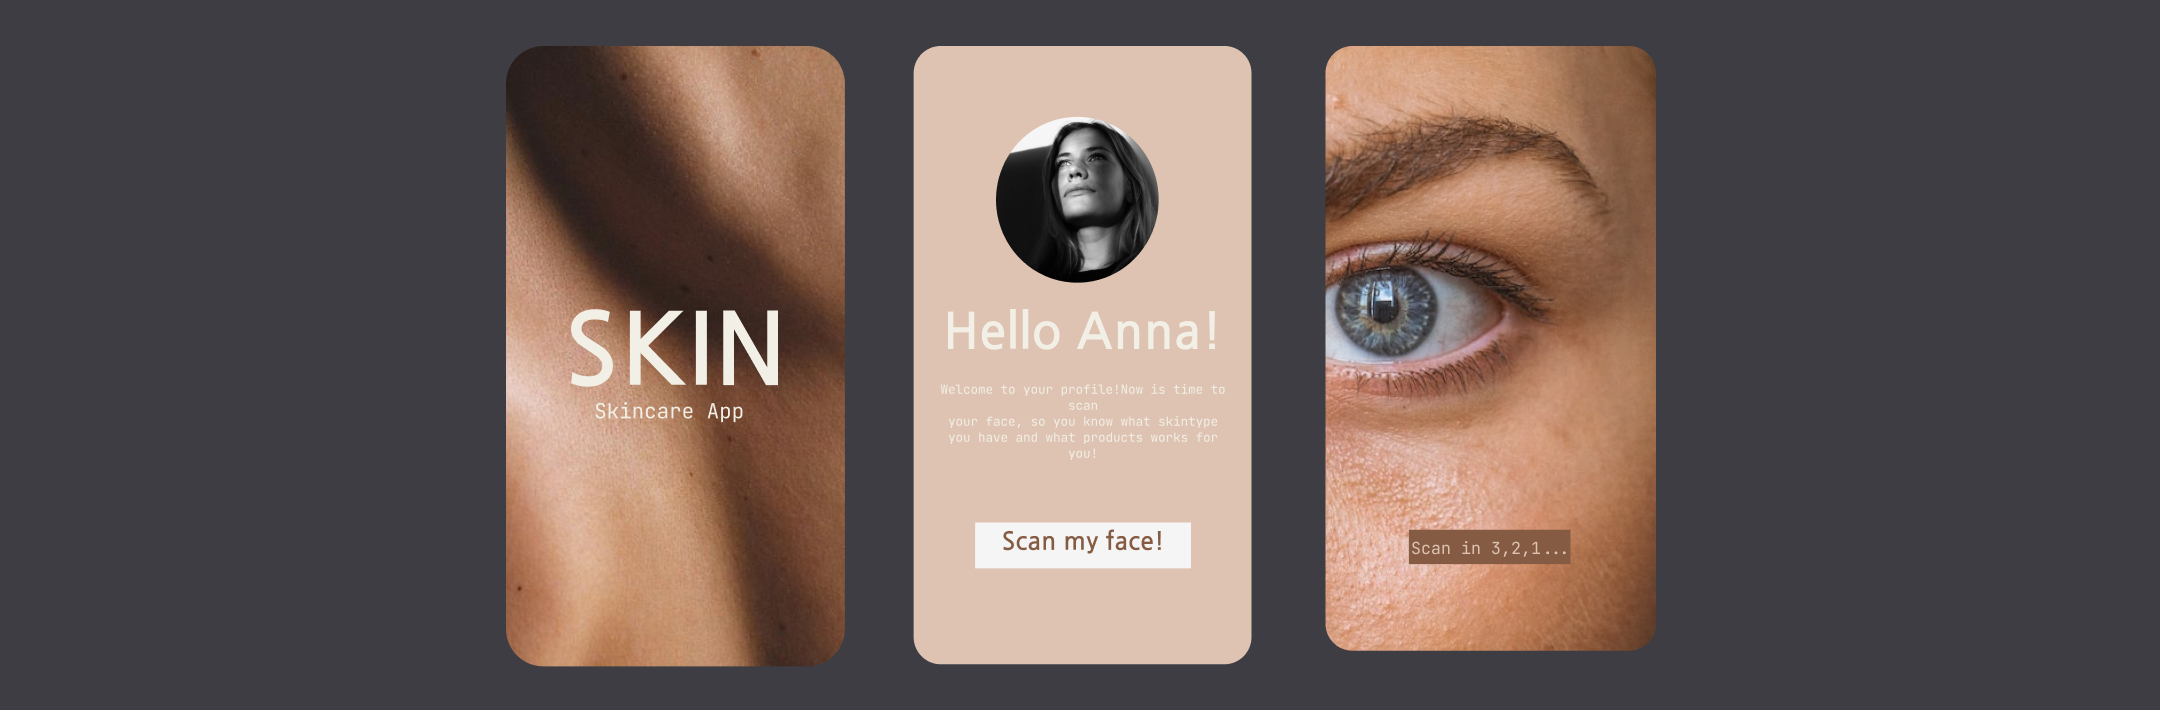 SKIN
Skincare App
Hello Anna!
Welcome to your profile!Now is time to
scan
your face, so you know what skintype
you have and what products works for
you!
Scan my face!
Scan in 3,2,1...